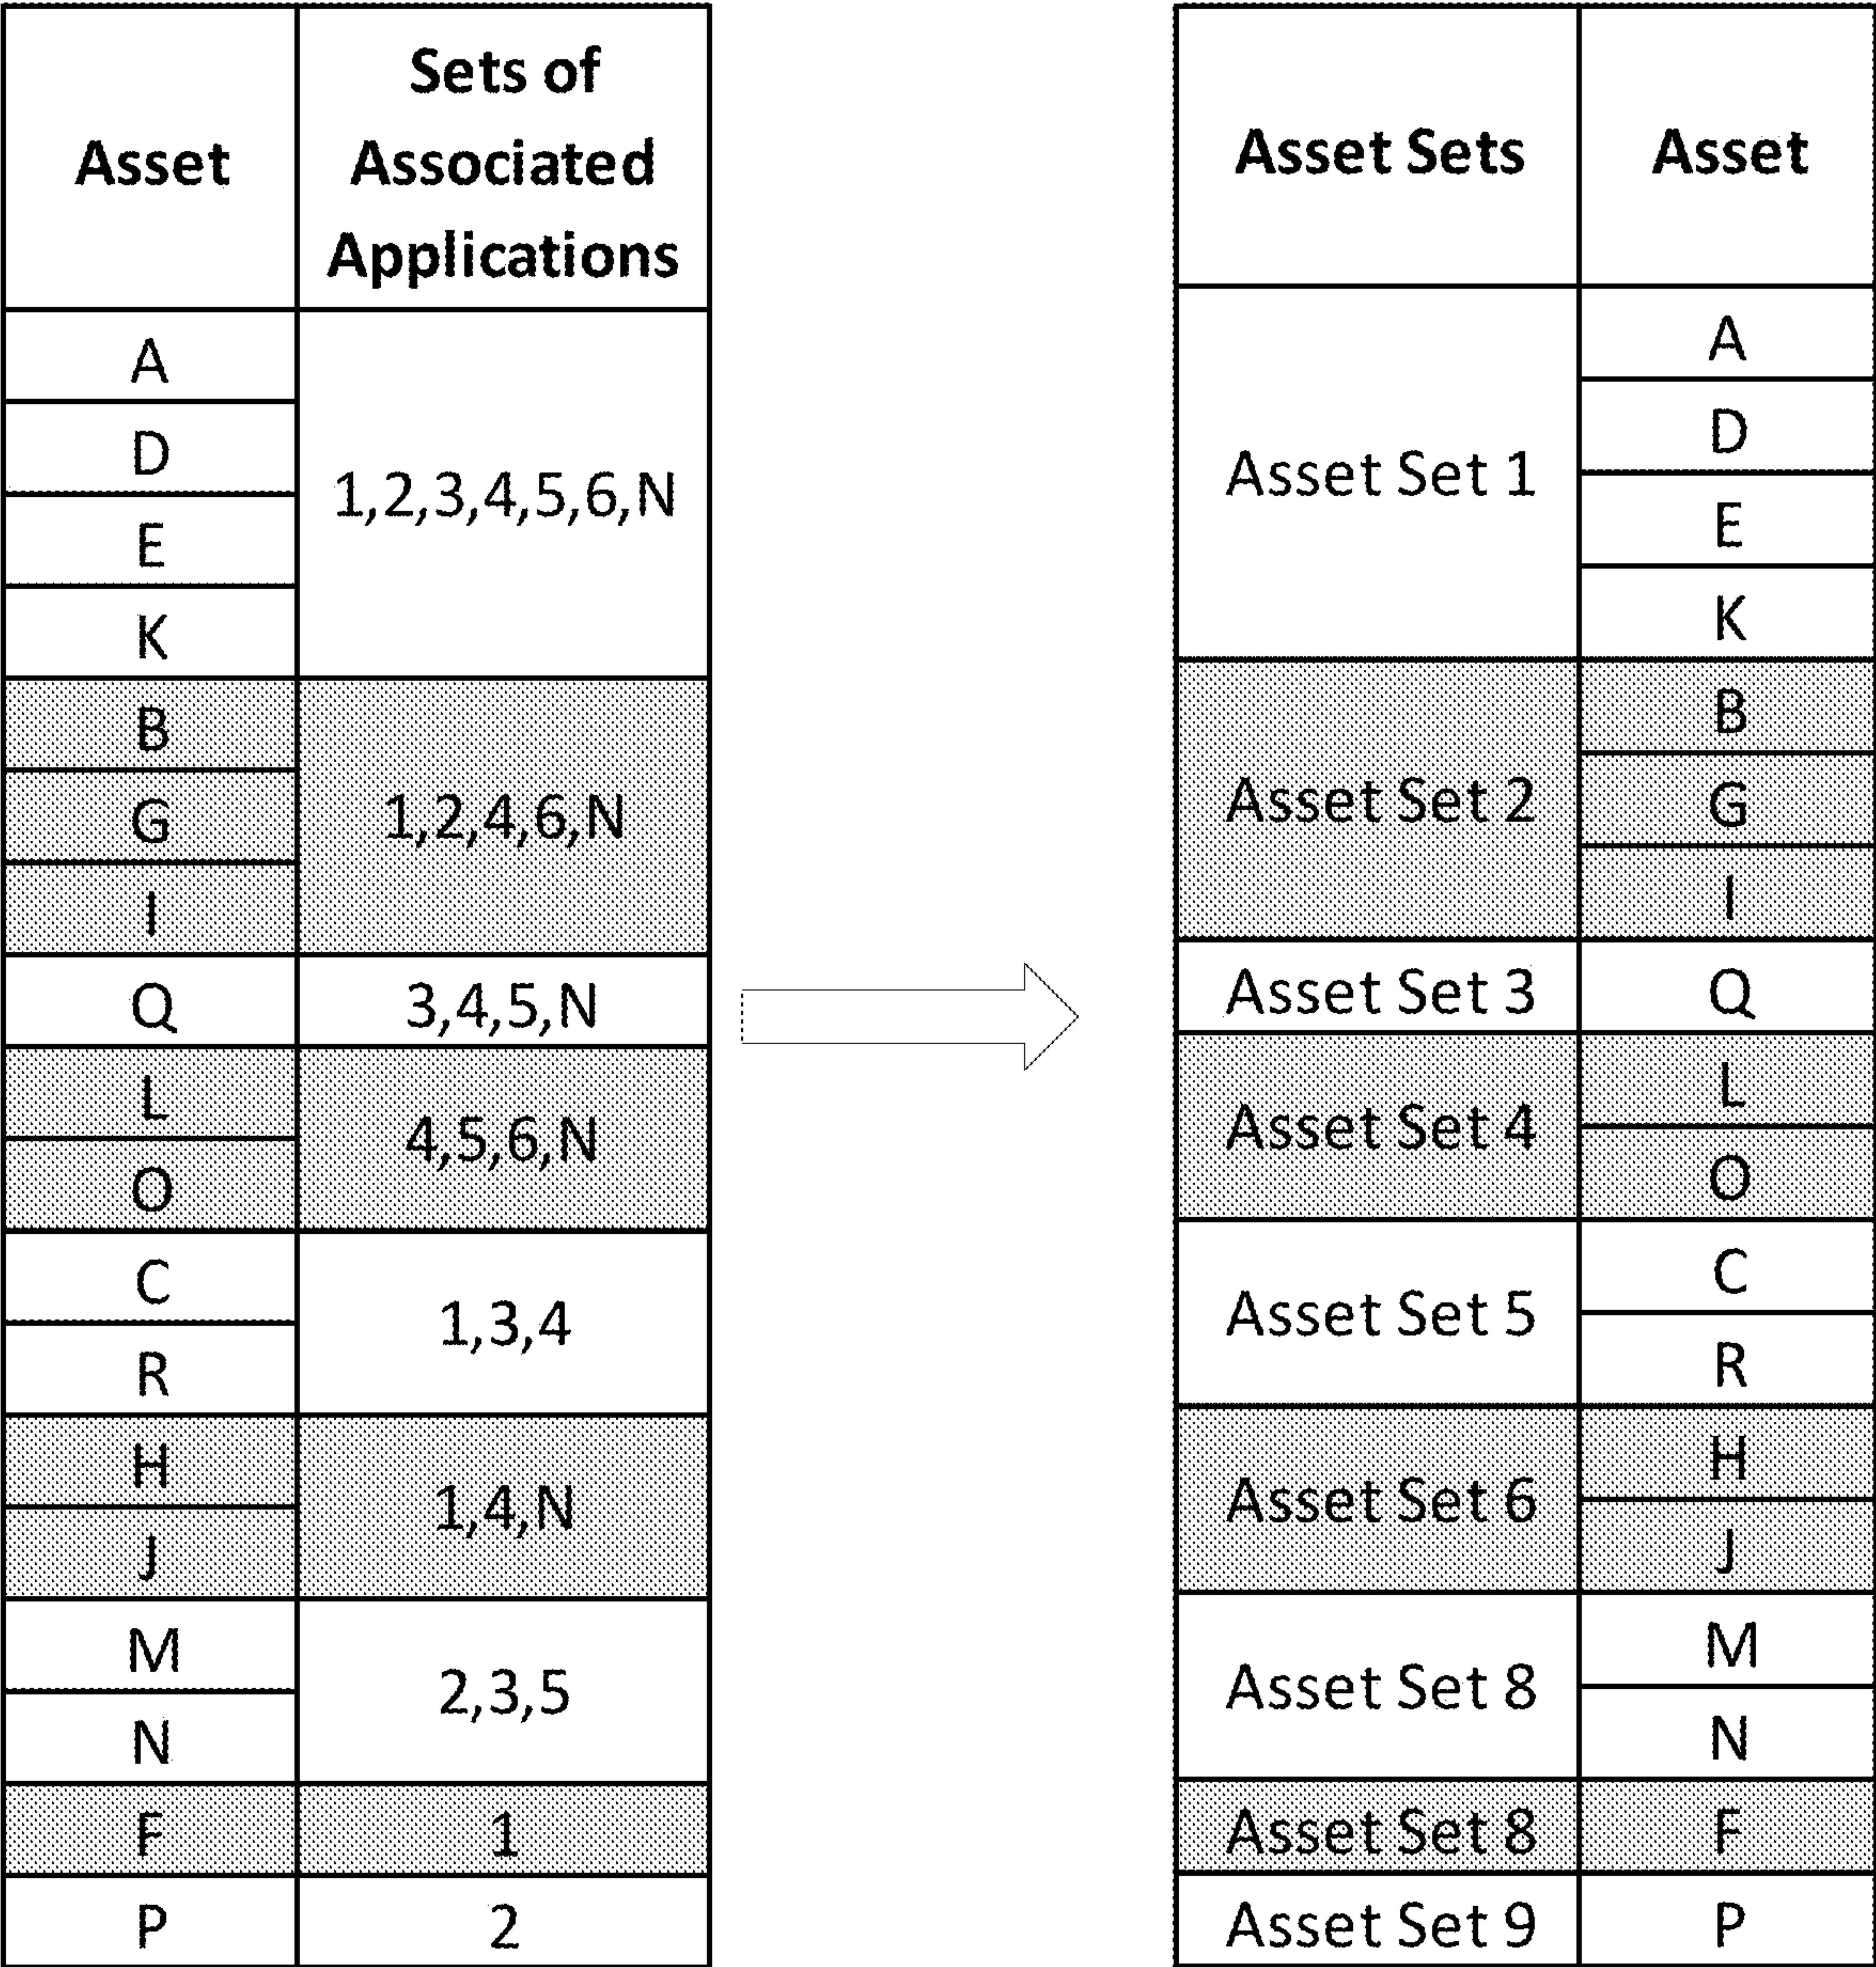 Asset
Sets of
Associated
Applications
A
D
E
K
1,2,3,4,5,6,N
B
G
I
1,2,4,6,N
Q
3,4,5,N
L
O
4,5,6,N
C
R
1,3,4
H
J
1,4,N
M
N
2,3,5
F
1
P
2
Asset Sets
Asset
Asset Set 1
A
D
E
K
Asset Set 2
B
G
I
Asset Set 3
Q
Asset Set 4
L
O
Asset Set 5
C
R
Asset Set 6
H
J
Asset Set 8
M
N
Asset Set 8
F
Asset Set 9
P